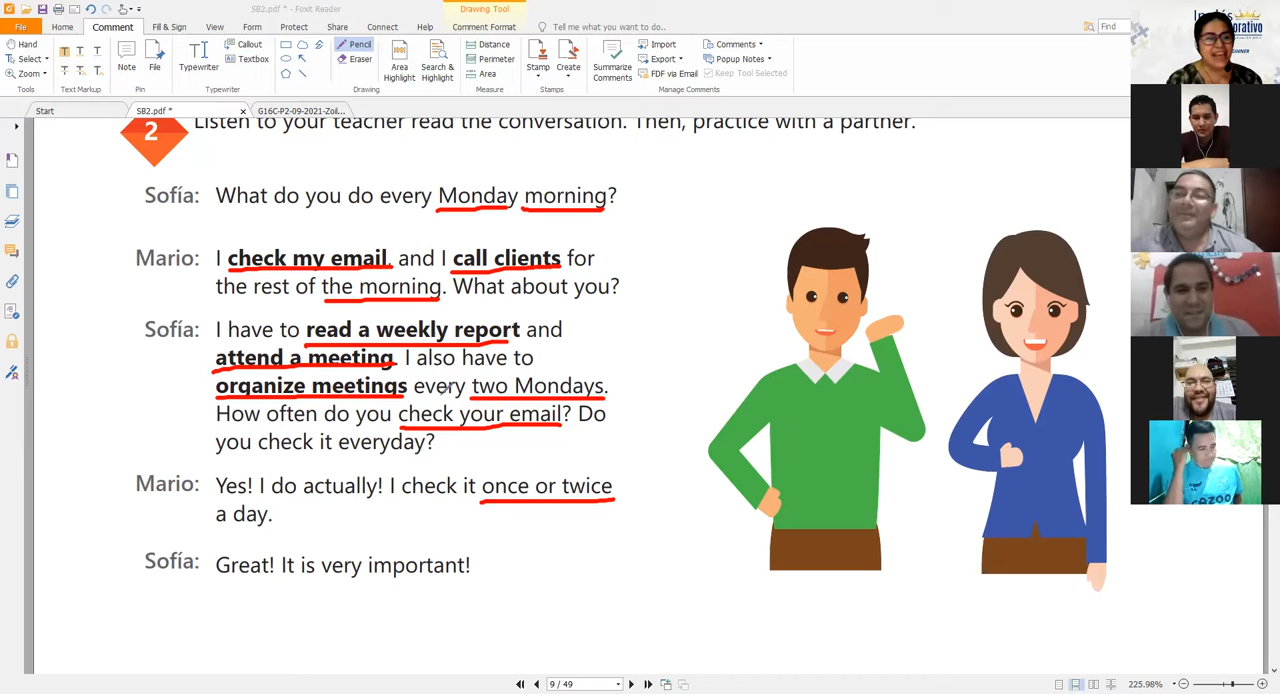 SB2.pdf * - Foxit Reader
Drawing Tool
File Home Comment Fill & Sign View Form Protect Share Connect Help Comment Format Tell me what you want to do... Find
Hand
Select
Zoom
Tools
T T T
T T T
Text Markup
Note
File
Pin
Typewriter
Callout
Textbox
Typewriter
Pencil
Eraser
Drawing
Area Highlight
Search & Highlight
Distance
Perimeter
Area
Measure
Stamp
Create
Stamps
Summarize Comments
Import
Export
FDF via Email
Comments
Popup Notes
Keep Tool Selected
Manage Comments
Start SB2.pdf * G16C-P2-09-2021-Zoil...
2 Listen to your teacher read the conversation. Then, practice with a partner.
Sofía: What do you do every Monday morning?
Mario: I check my email, and I call clients for
the rest of the morning. What about you?
Sofía: I have to read a weekly report and
attend a meeting. I also have to
organize meetings every two Mondays.
How often do you check your email? Do
you check it everyday?
Mario: Yes! I do actually! I check it once or twice
a day.
Sofía: Great! It is very important!
9 / 49
225.98%